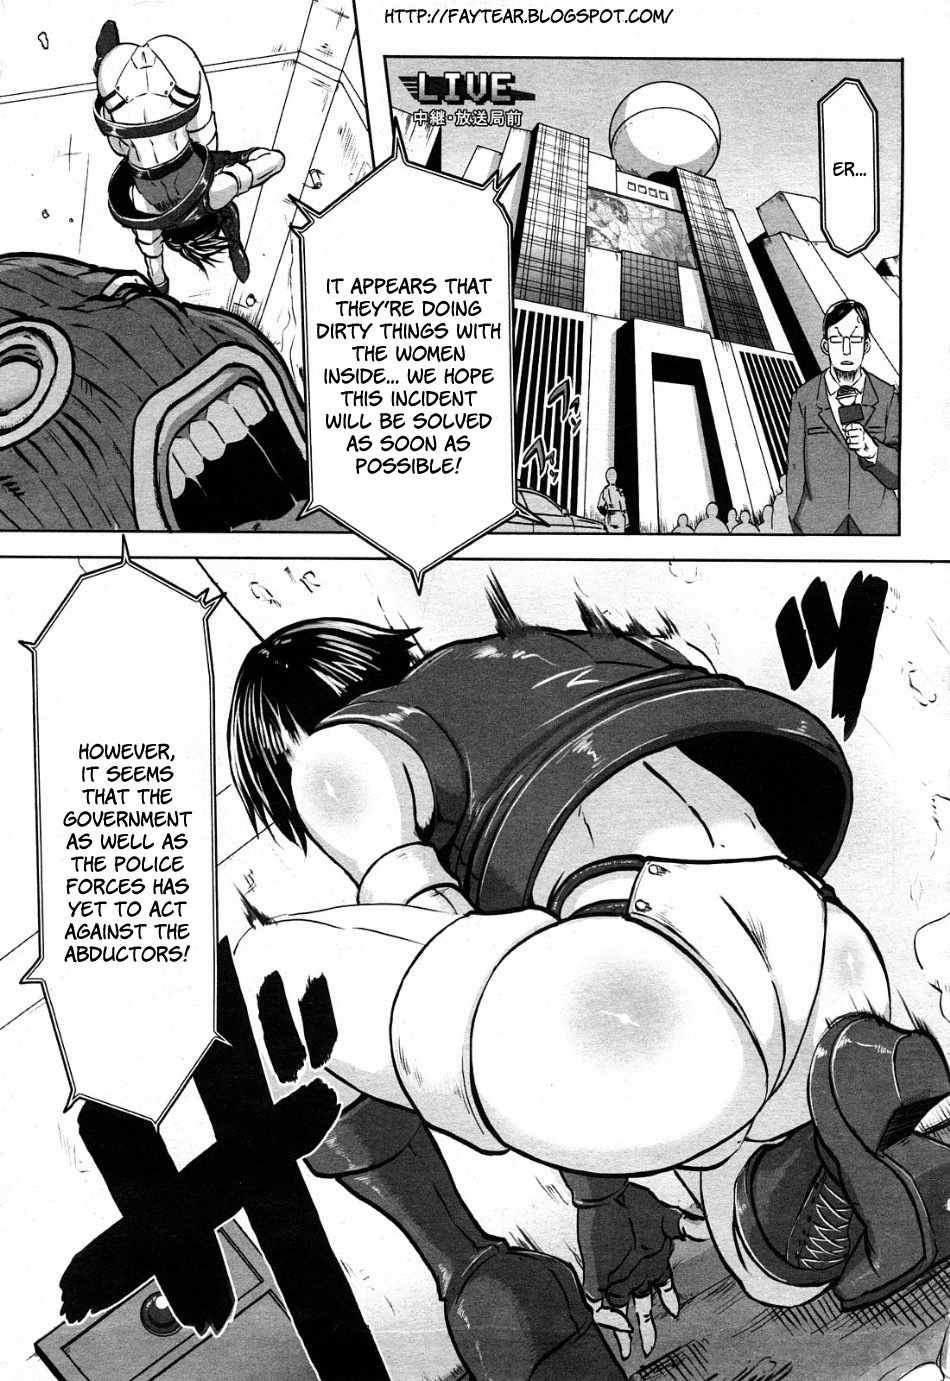 HTTP://FAYTEAR.BLOGSPOT.COM/
LIVE
中継・放送局前
ER...
IT APPEARS THAT
THEY'RE DOING
DIRTY THINGS WITH
THE WOMEN
INSIDE... WE HOPE
THIS INCIDENT
WILL BE SOLVED
AS SOON AS
POSSIBLE!
HOWEVER,
IT SEEMS
THAT THE
GOVERNMENT
AS WELL AS
THE POLICE
FORCES HAS
YET TO ACT
AGAINST THE
ABDUCTORS!
ザッ